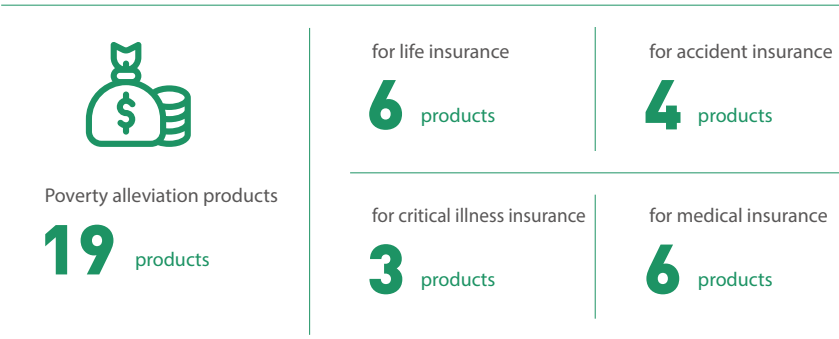 $
Poverty alleviation products
19 products
for life insurance
6 products
for accident insurance
4 products
for critical illness insurance
3 products
for medical insurance
6 products